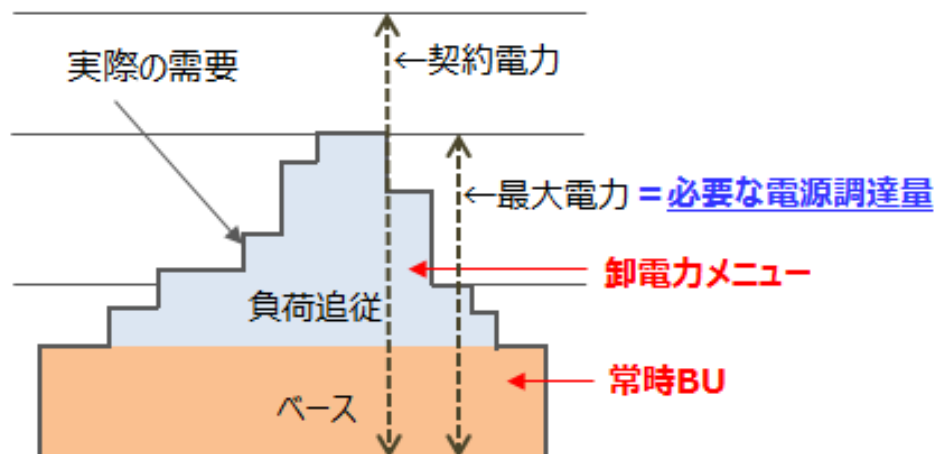 ←契約電力
実際の需要
←最大電力 = 必要な電源調達量
卸電力メニュー
負荷追従
常時BU
ベース